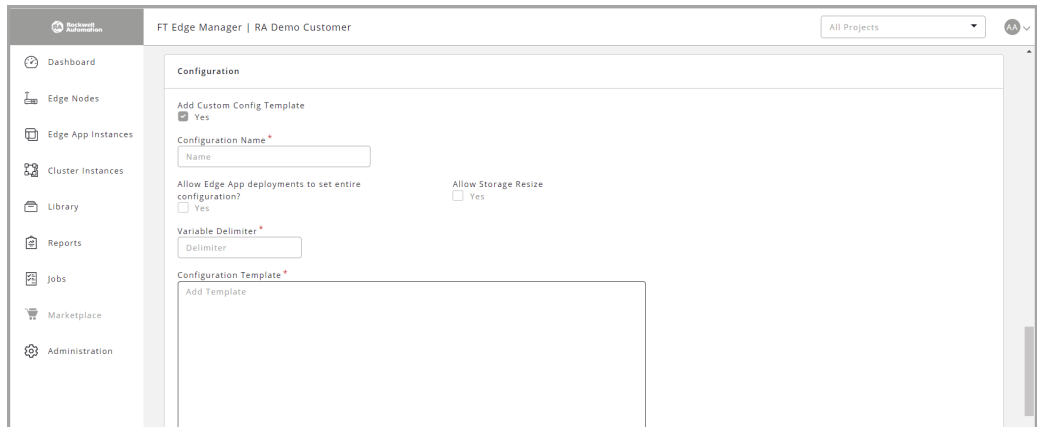 RA Rockwell Automation
FT Edge Manager | RA Demo Customer
All Projects
AA
Dashboard
Edge Nodes
Edge App Instances
Cluster Instances
Library
Reports
Jobs
Marketplace
Administration
Configuration
Add Custom Config Template
Yes
Configuration Name *
Name
Allow Edge App deployments to set entire
configuration?
Yes
Allow Storage Resize
Yes
Variable Delimiter *
Delimiter
Configuration Template *
Add Template